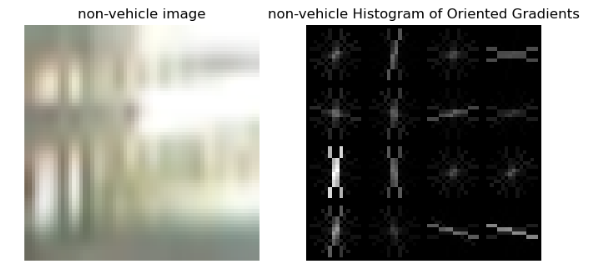 non-vehicle image
non-vehicle Histogram of Oriented Gradients